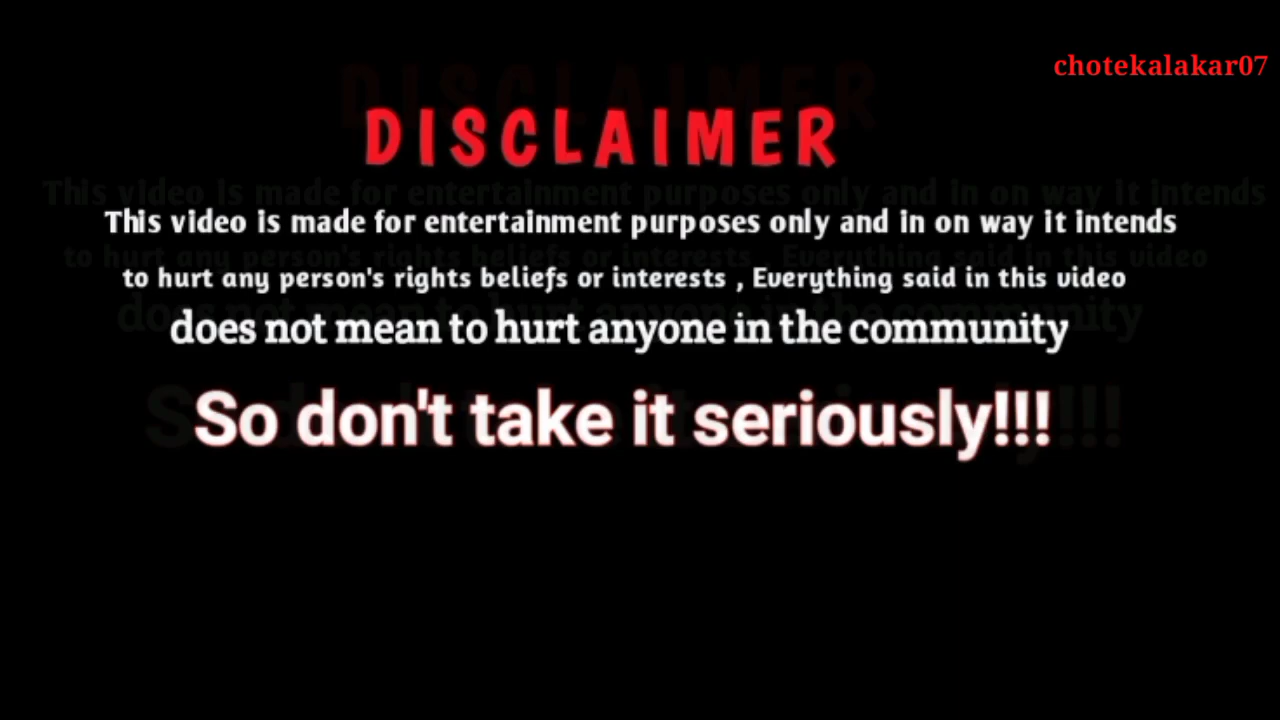 chotekalakar07
DISCLAIMER
This video is made for entertainment purposes only and in on way it intends
to hurt any person's rights beliefs or interests , Everything said in this video
does not mean to hurt anyone in the community
So don't take it seriously!!!